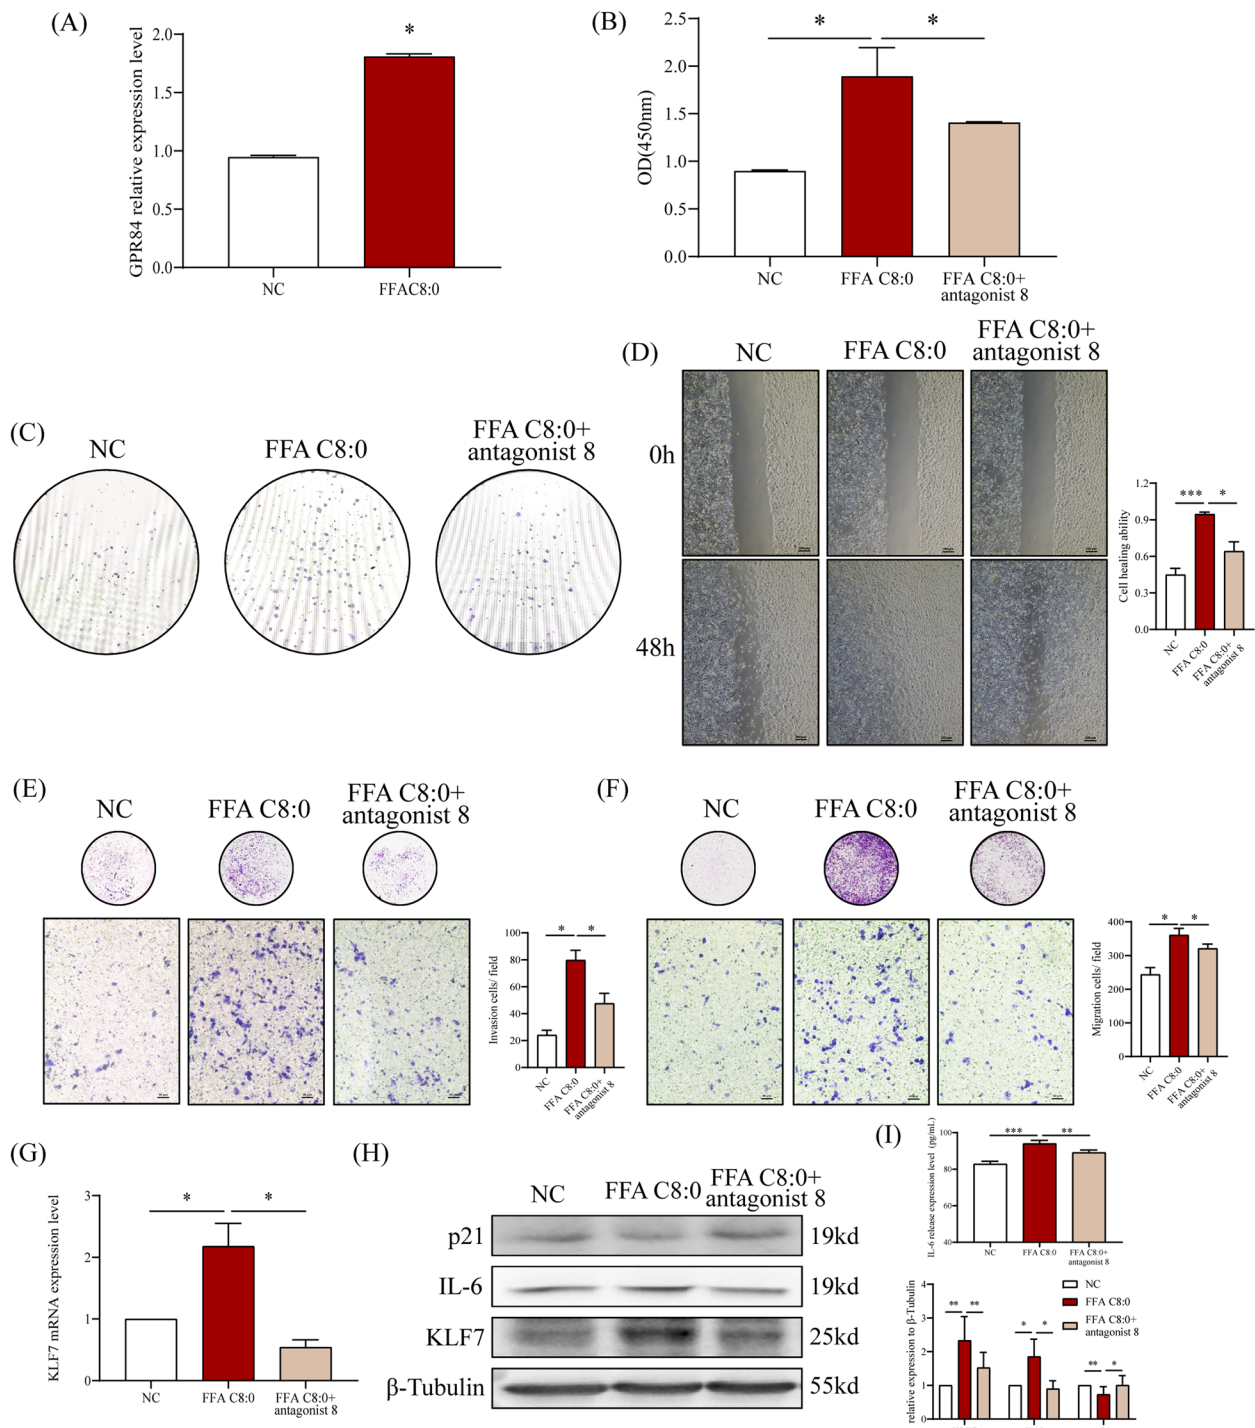 (A)
GPR84 relative expression level
2.0
1.5
1.0
0.5
0.0
*
NC
FFAC8:0
(B)
OD(450nm)
2.5
2.0
1.5
1.0
0.5
0.0
*
*
NC
FFA C8:0
FFA C8:0+
antagonist 8
(C)
NC
FFA C8:0
FFA C8:0+
antagonist 8
(D)
NC
FFA C8:0
FFA C8:0+
antagonist 8
0h
48h
Cell healing ability
1.2
0.9
0.6
0.3
0.0
***
*
NC
FFA C8:0
FFA C8:0+
antagonist 8
(E)
NC
FFA C8:0
FFA C8:0+
antagonist 8
Invasion cells/ field
100
80
60
40
20
0
*
*
NC
FFA C8:0
FFA C8:0+
antagonist 8
(F)
NC
FFA C8:0
FFA C8:0+
antagonist 8
Migration cells/ field
400
300
200
100
0
*
*
NC
FFA C8:0
FFA C8:0+
antagonist 8
(G)
KLF7 mRNA expression level
3
2
1
0
*
*
NC
FFA C8:0
FFA C8:0+
antagonist 8
(H)
NC
FFA C8:0
FFA C8:0+
antagonist 8
p21
19kd
IL-6
19kd
KLF7
25kd
β-Tubulin
55kd
(I)
IL-6 release expression level (pg/mL)
100
80
60
40
***
**
NC
FFA C8:0
FFA C8:0+
antagonist 8
relative expression to β-Tubulin
4
3
2
1
0
**
**
*
*
**
*
NC
FFA C8:0
FFA C8:0+
antagonist 8